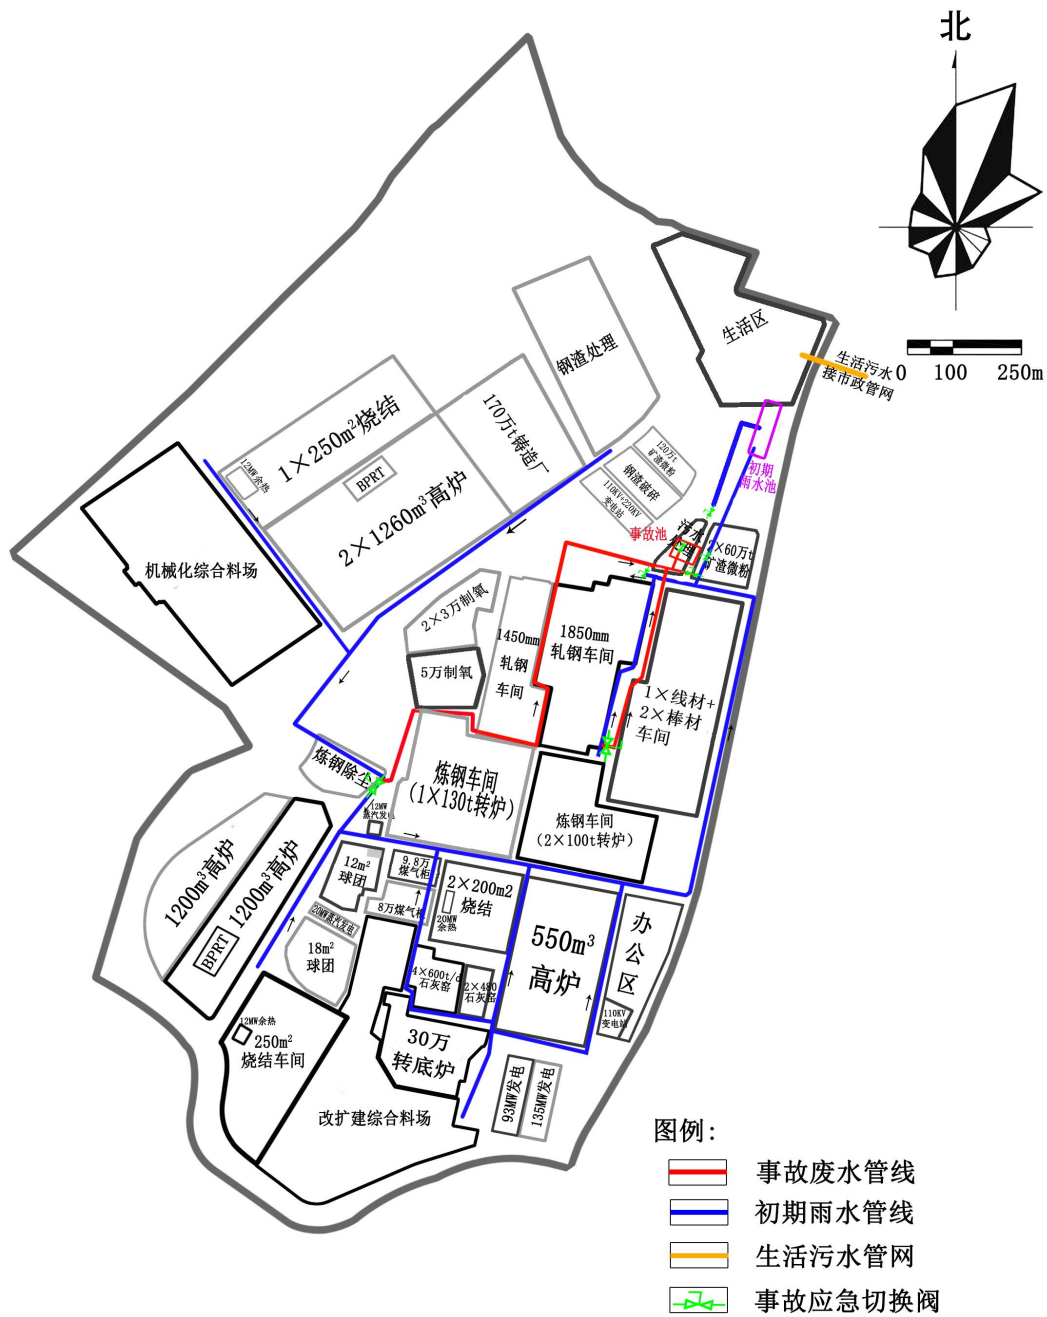 北
生活区
生活污水
接市政管网
0 100 250m
钢渣处理
1×250m²烧结
170万t铸造厂
12MW余热
BPRT
2×1260m³高炉
120万t
矿渣微粉
钢渣破碎
110KV+220KV
变电站
初期
雨水池
事故池
污水
处理
2×60万t
矿渣微粉
机械化综合料场
2×3万制氧
5万制氧
1450mm
轧钢
车间
1850mm
轧钢车间
1×线材+
2×棒材
车间
炼钢除尘
炼钢车间
(1×130t转炉)
12MW
蒸汽发电
炼钢车间
(2×100t转炉)
1200m³高炉
1200m³高炉
BPRT
12m²
球团
9.8万
煤气柜
8万煤气柜
2×200m2
烧结
20MW
余热
20MW蒸汽发电
18m²
球团
550m³
高炉
办公区
4×600t/d
石灰窑
2×480
石灰窑
110KV
变电站
12MW余热
250m²
烧结车间
30万
转底炉
93MW发电
135MW发电
改扩建综合料场
图例:
事故废水管线
初期雨水管线
生活污水管网
事故应急切换阀